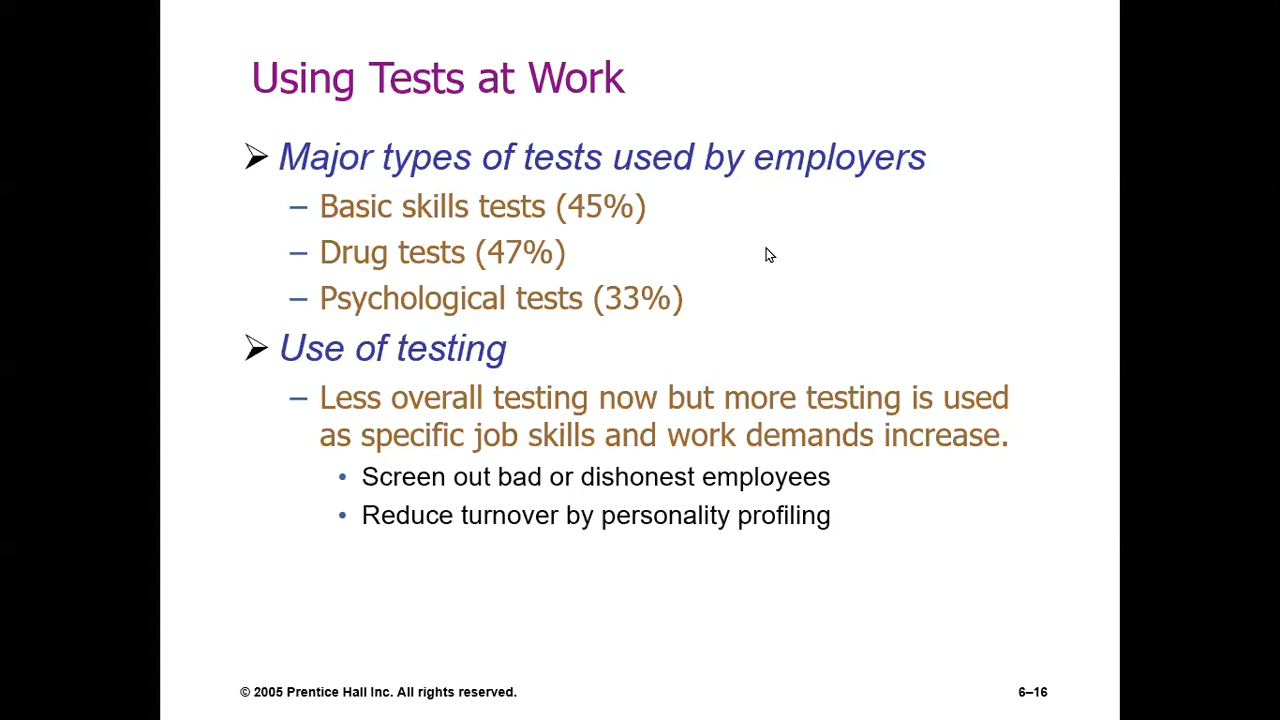 Using Tests at Work
➢ Major types of tests used by employers
– Basic skills tests (45%)
– Drug tests (47%)
– Psychological tests (33%)
➢ Use of testing
– Less overall testing now but more testing is used
as specific job skills and work demands increase.
• Screen out bad or dishonest employees
• Reduce turnover by personality profiling
© 2005 Prentice Hall Inc. All rights reserved.
6–16